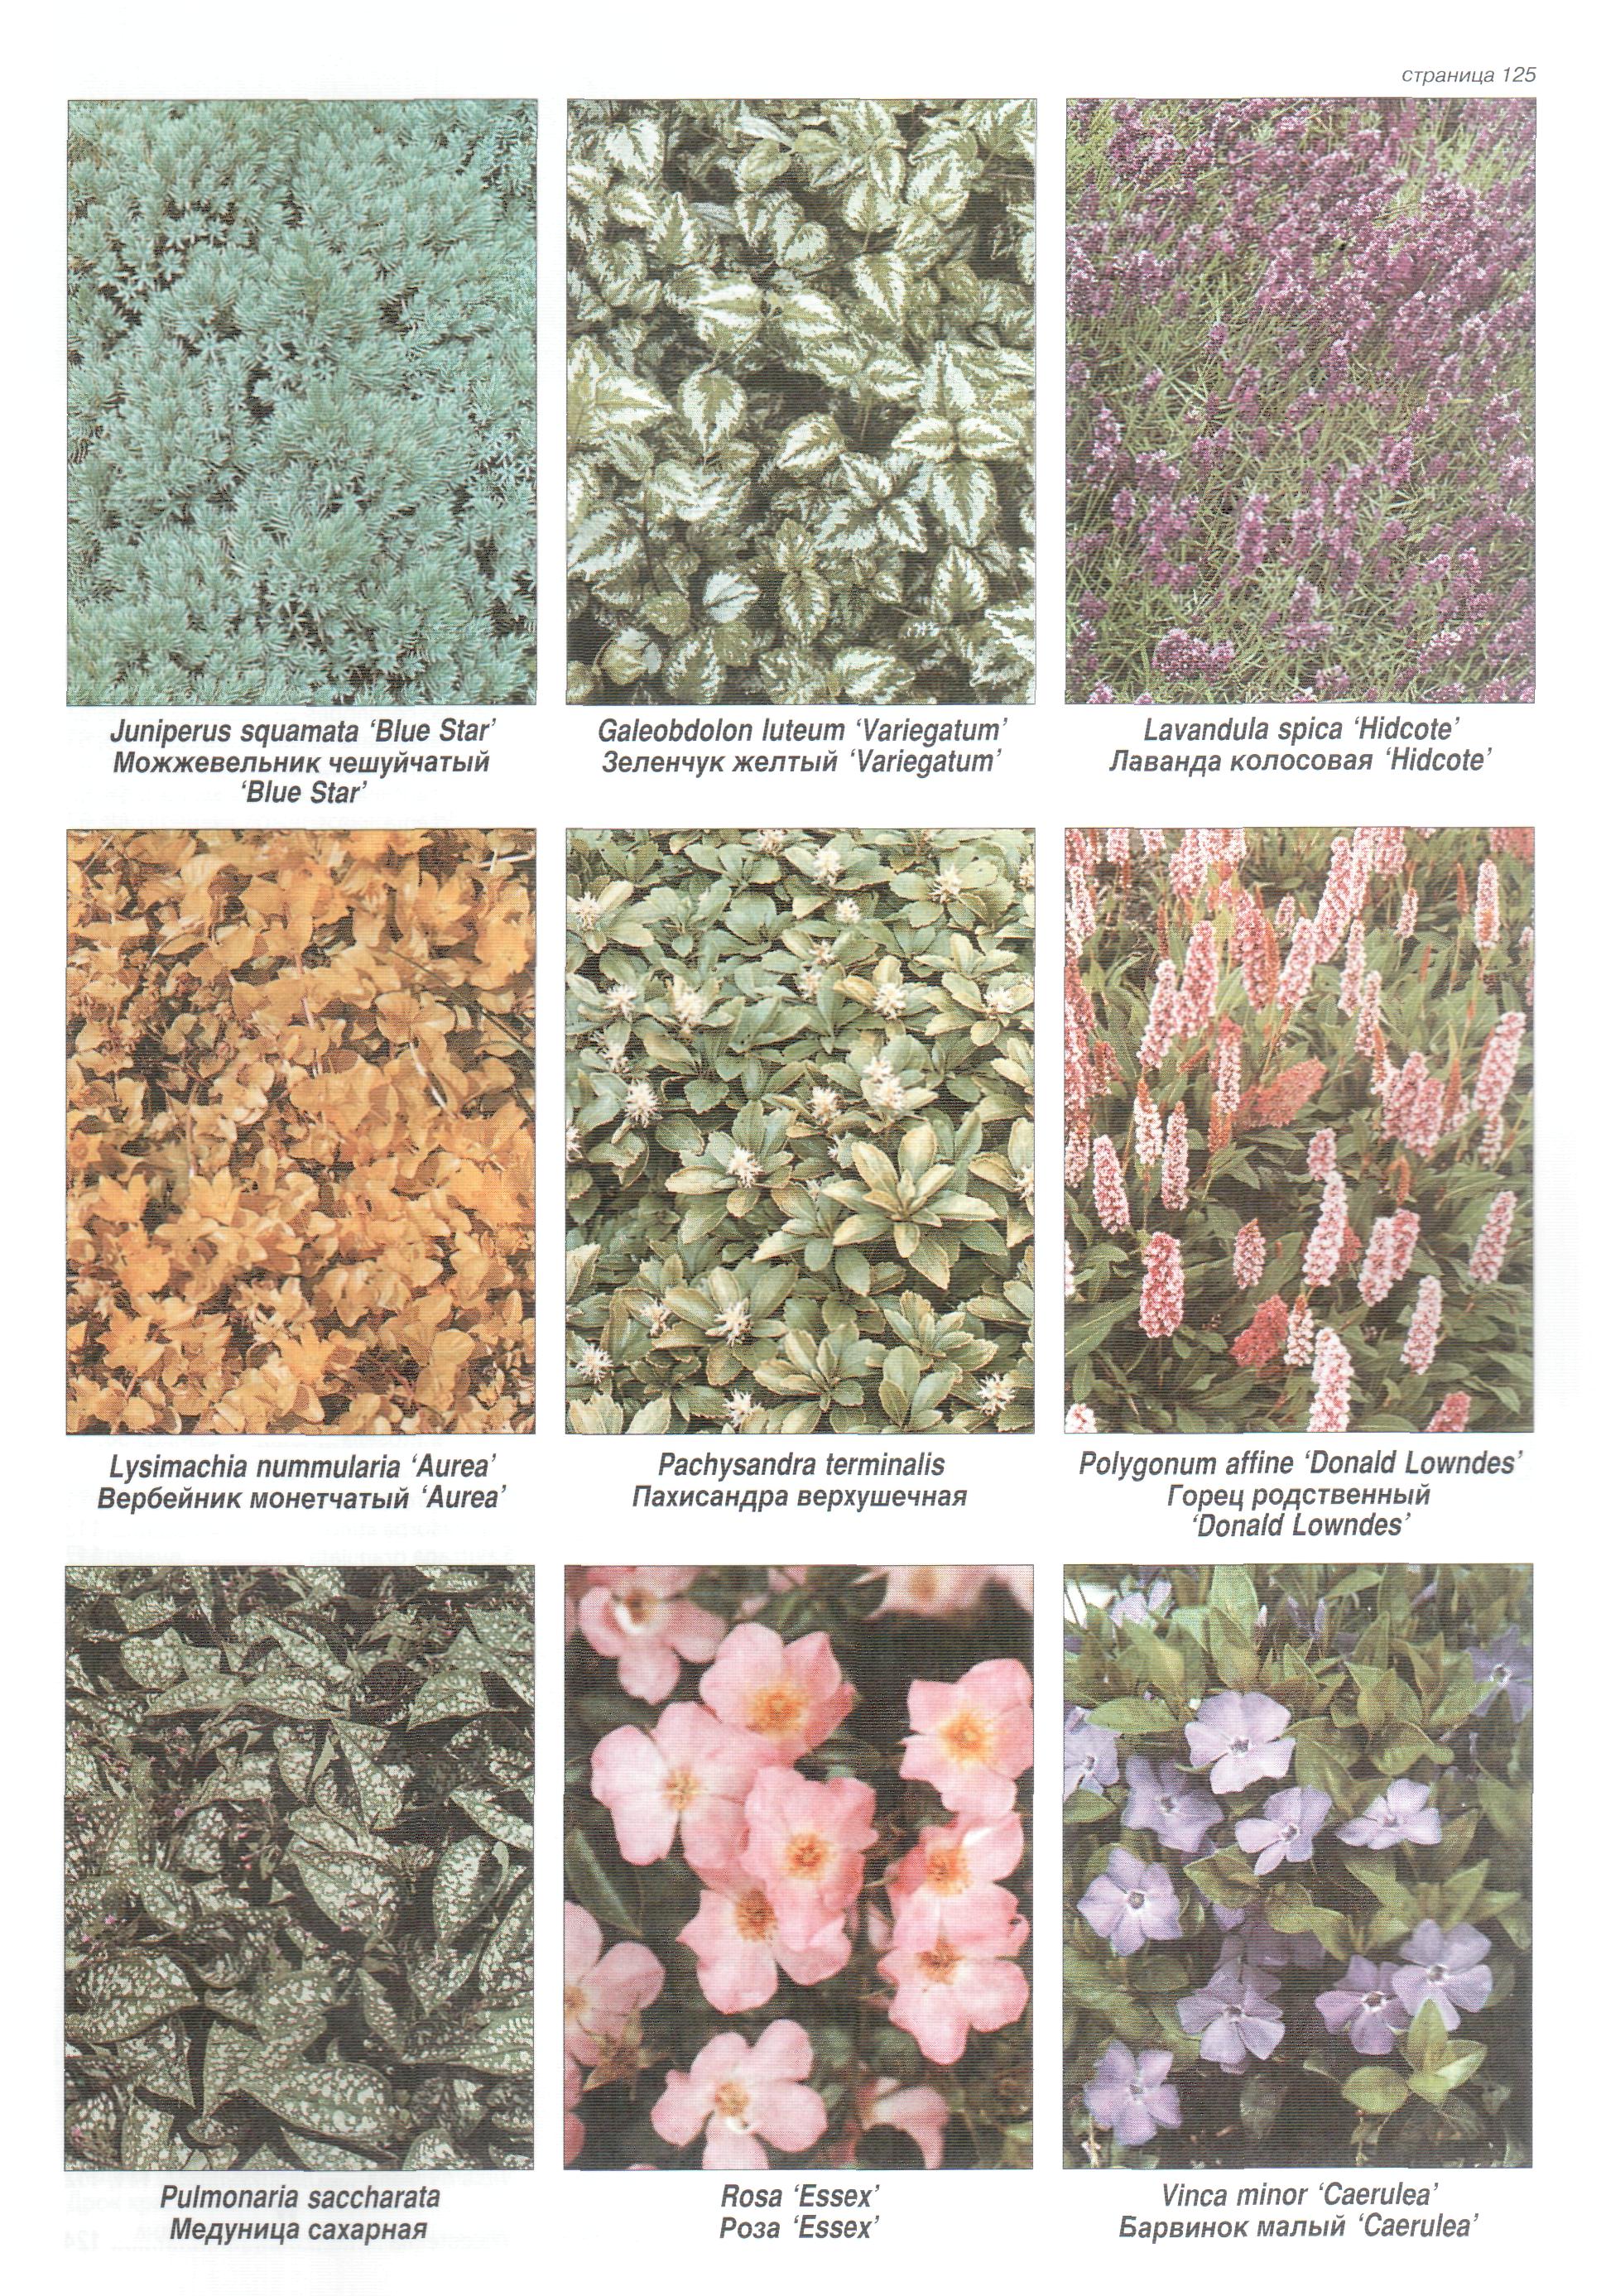 страница 125
Juniperus squamata ‘Blue Star’
Можжевельник чешуйчатый
‘Blue Star’
Galeobdolon luteum ‘Variegatum’
Зеленчук желтый ‘Variegatum’
Lavandula spica ‘Hidcote’
Лаванда колосовая ‘Hidcote’
Lysimachia nummularia ‘Aurea’
Вербейник монетчатый ‘Aurea’
Pachysandra terminalis
Пахисандра верхушечная
Polygonum affine ‘Donald Lowndes’
Горец родственный
‘Donald Lowndes’
Pulmonaria saccharata
Медуница сахарная
Rosa ‘Essex’
Роза ‘Essex’
Vinca minor ‘Caerulea’
Барвинок малый ‘Caerulea’